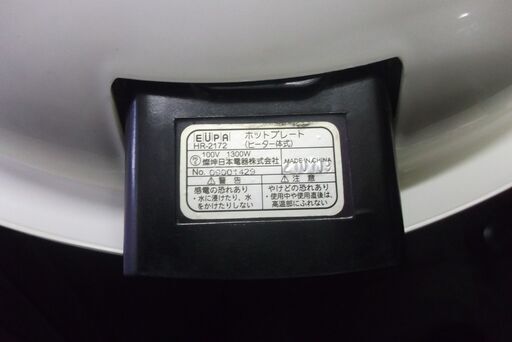 EUPA ホットプレート
HR-2172 (ヒーター体式)
100V 1300W
燦坤日本電器株式会社 MADE IN CHINA
No. 09001429
警告 注意
感電の恐れあり やけどの恐れあり
・水に浸けたり、水 ・使用中や使用直後は、
をかけたりしない 高温部にふれない